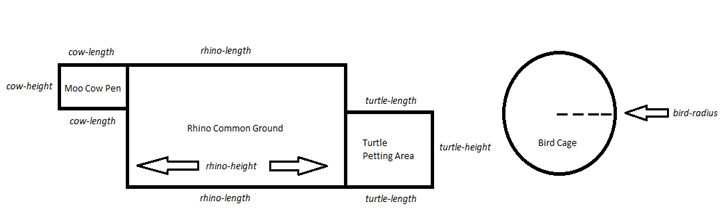 cow-length
rhino-length
cow-height
Moo Cow Pen
cow-length
turtle-length
bird-radius
Rhino Common Ground
Turtle
Petting Area
turtle-height
Bird Cage
rhino-height
rhino-length
turtle-length